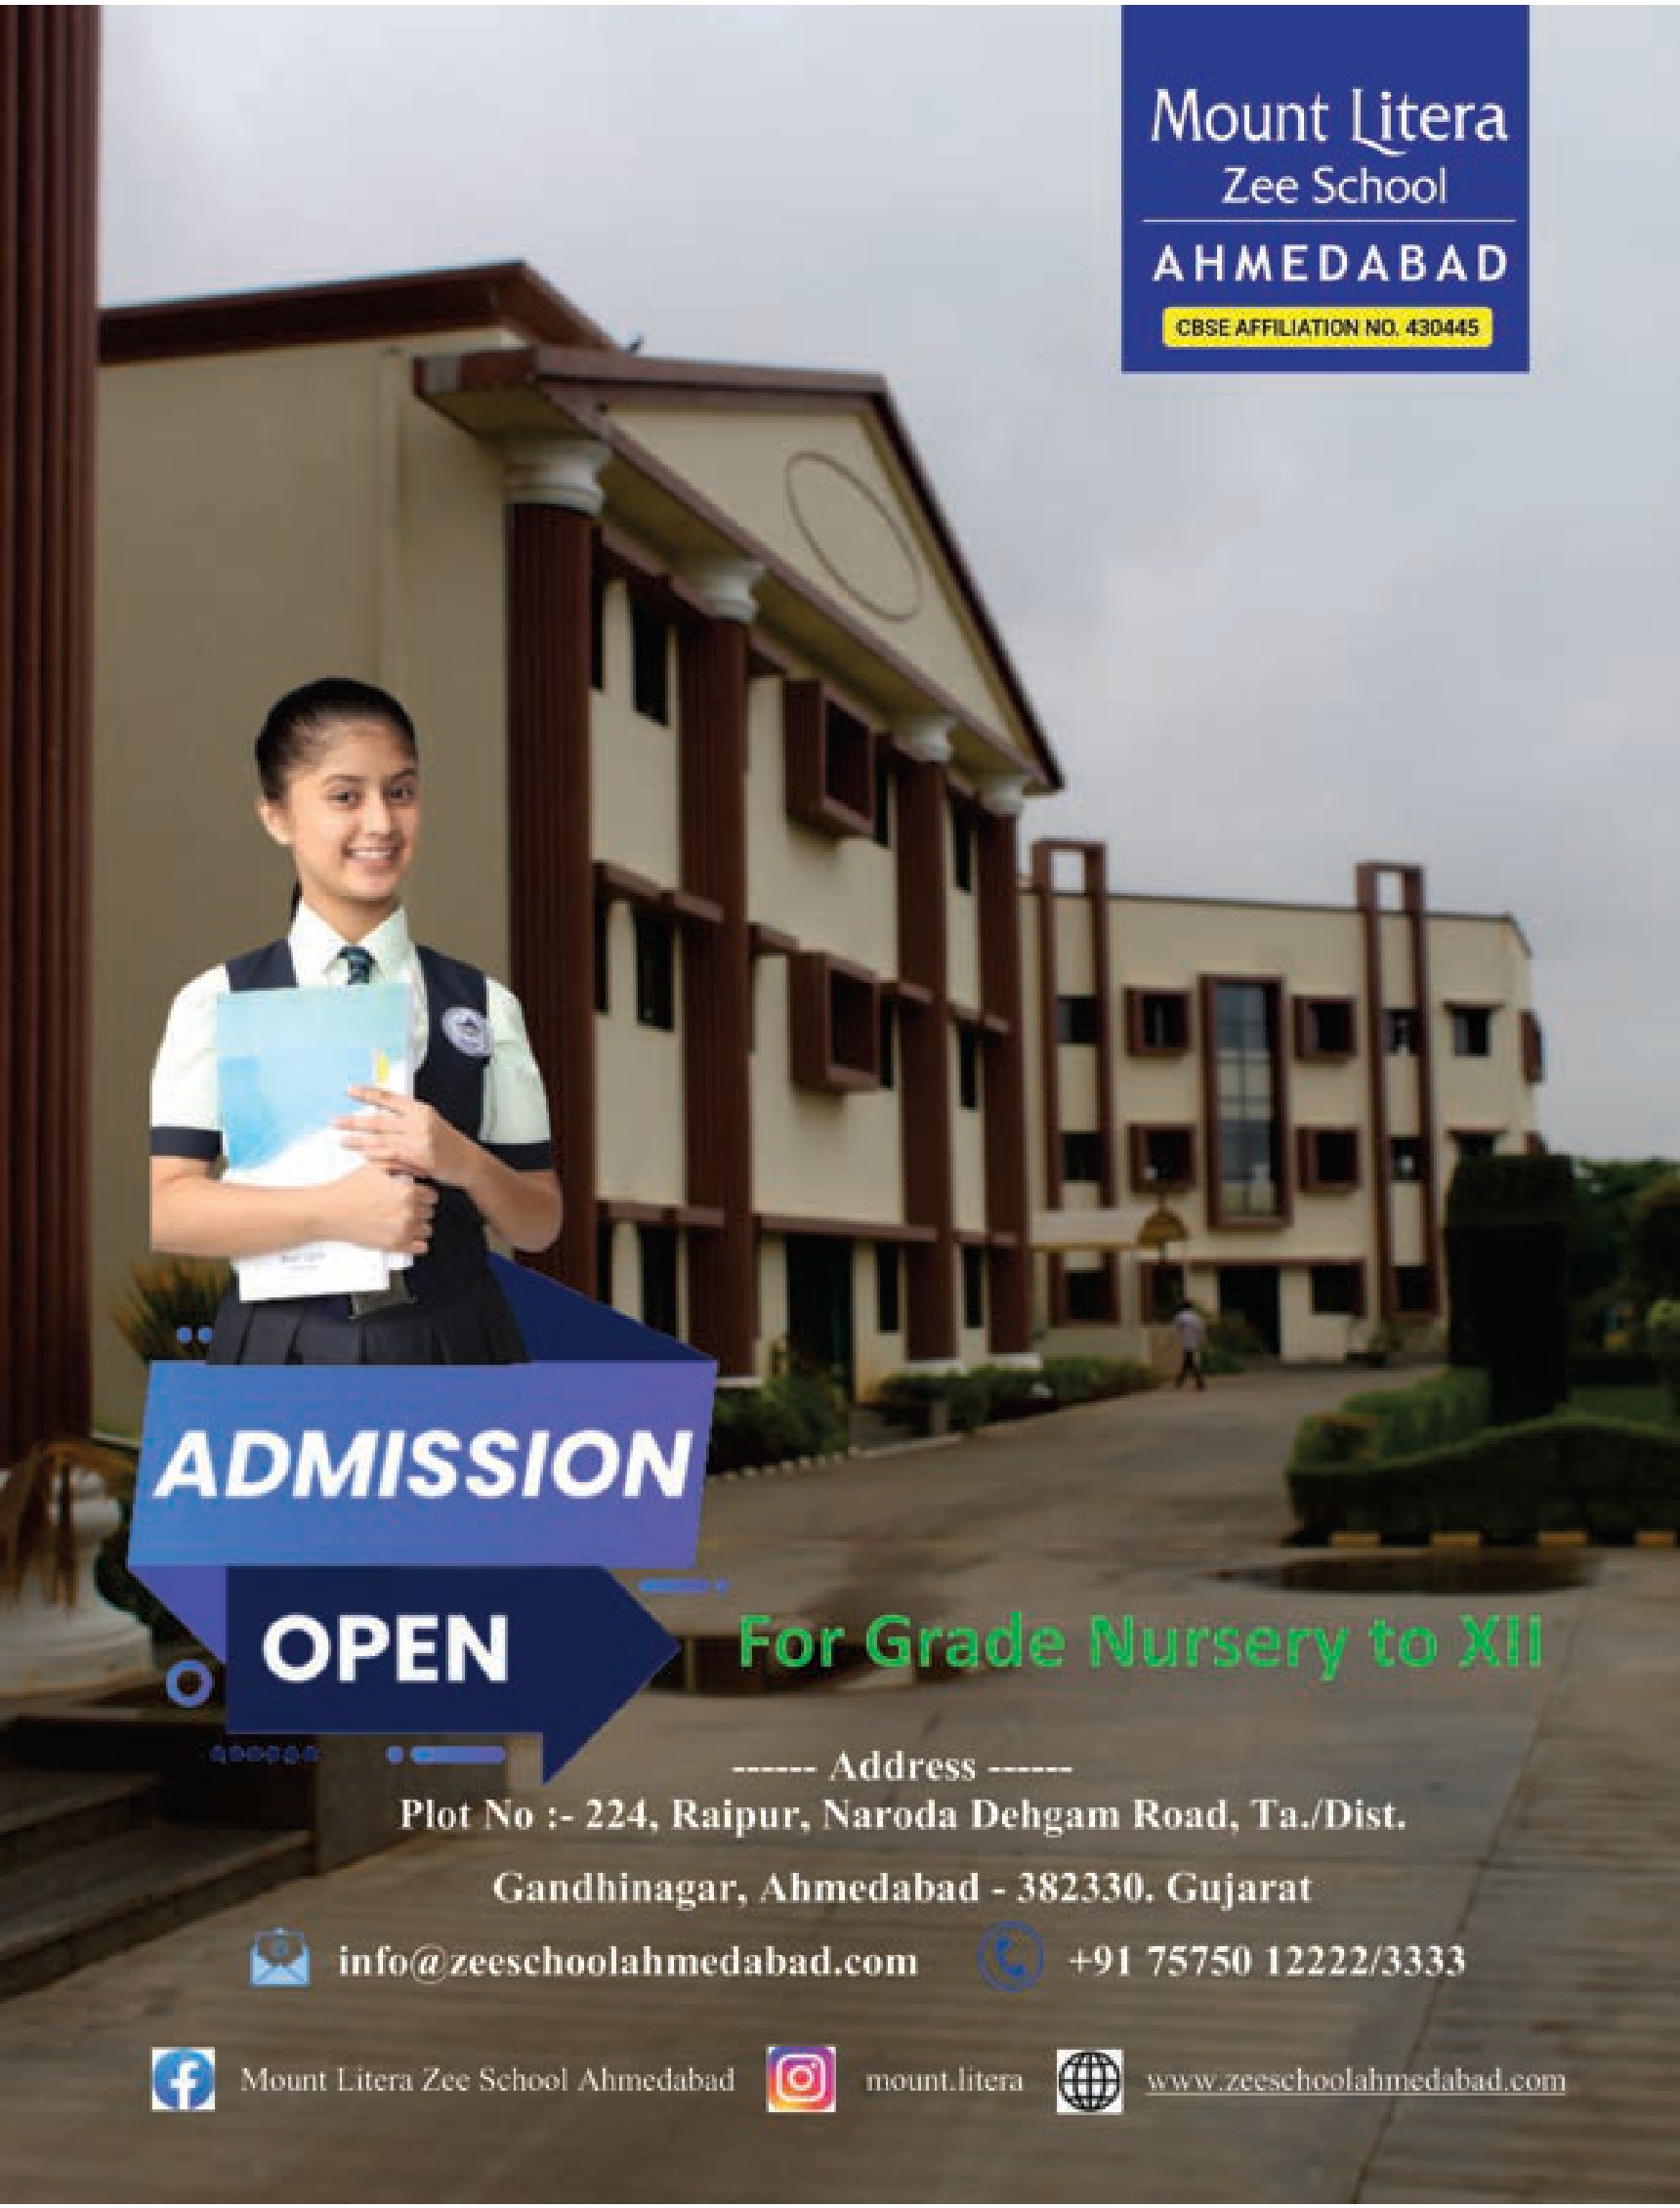 Mount Litera
Zee School
AHMEDABAD
CBSE AFFILIATION NO. 430445
ADMISSION
OPEN
For Grade Nursery to XII
------ Address ------
Plot No :- 224, Raipur, Naroda Dehgam Road, Ta./Dist.
Gandhinagar, Ahmedabad - 382330. Gujarat
info@zeeschoolahmedabad.com
+91 75750 12222/3333
Mount Litera Zee School Ahmedabad
mount.litera
www.zeeschoolahmedabad.com